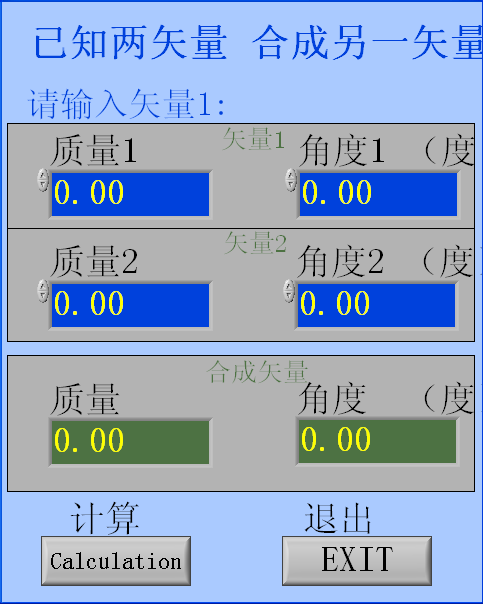 已知两矢量 合成另一矢量
请输入矢量1:
矢量1
质量1 角度1 （度
0.00 0.00
矢量2
质量2 角度2 （度
0.00 0.00
合成矢量
质量 角度 （度
0.00 0.00
计算 退出
Calculation EXIT